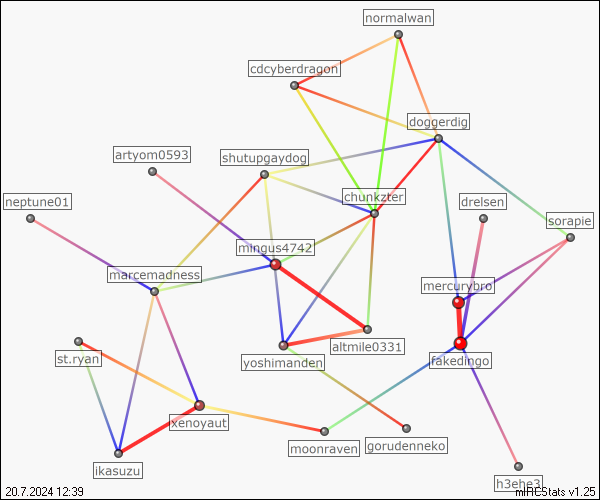 normalwan
cdcyberdragon
doggerdig
artyom0593
shutupgaydog
neptune01
chunkzter
drelsen
sorapie
mingus4742
marcemadness
mercurybro
st.ryan
yoshimanden
altmile0331
fakedingo
xenoyaut
moonraven
gorudenneko
ikasuzu
h3ehe3
20.7.2024 12:39
mIRCStats v1.25